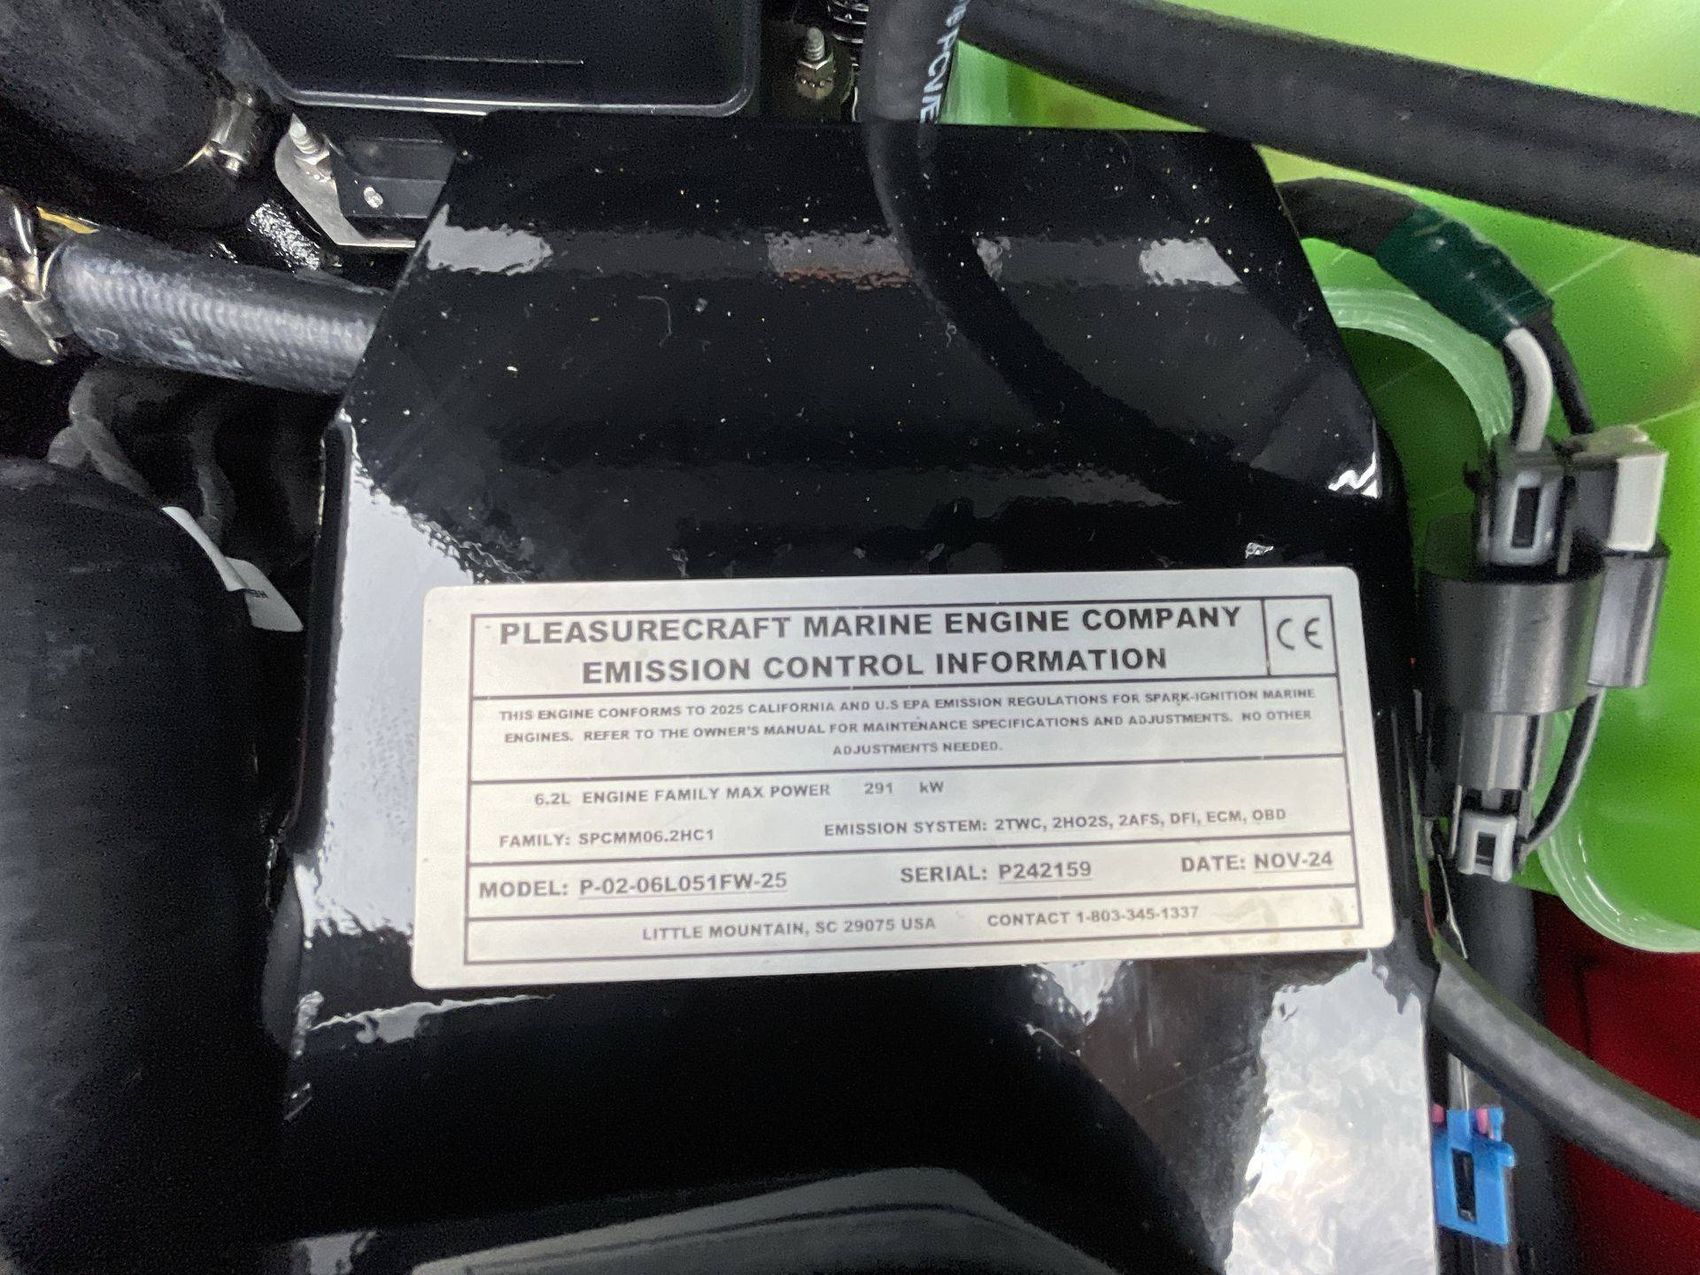 PCWE
PLEASURECRAFT MARINE ENGINE COMPANY
EMISSION CONTROL INFORMATION
CE
THIS ENGINE CONFORMS TO 2025 CALIFORNIA AND U.S EPA EMISSION REGULATIONS FOR SPARK-IGNITION MARINE
ENGINES. REFER TO THE OWNER'S MANUAL FOR MAINTENANCE SPECIFICATIONS AND ADJUSTMENTS. NO OTHER
ADJUSTMENTS NEEDED.
6.2L ENGINE FAMILY MAX POWER 291 kW
FAMILY: SPCMM06.2HC1 EMISSION SYSTEM: 2TWC, 2HO2S, 2AFS, DFI, ECM, OBD
MODEL: P-02-06L051FW-25 SERIAL: P242159 DATE: NOV-24
LITTLE MOUNTAIN, SC 29075 USA CONTACT 1-803-345-1337